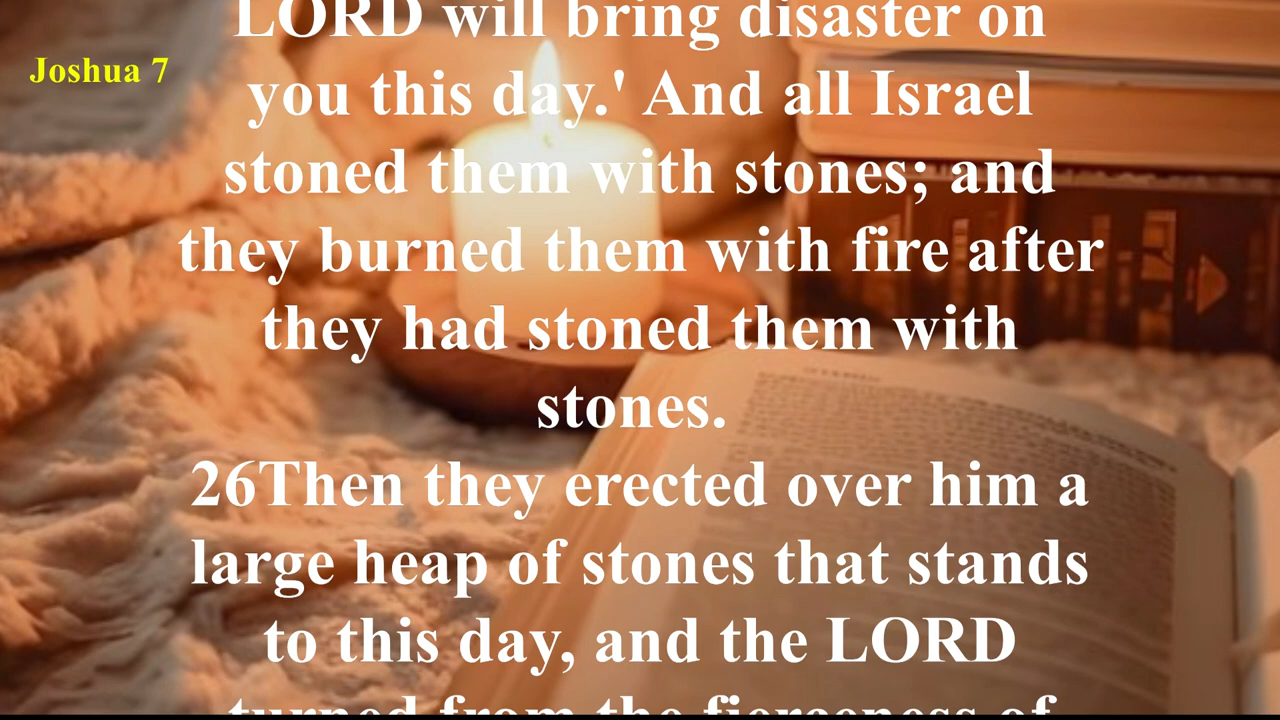 LORD will bring disaster on
Joshua 7
you this day.' And all Israel
stoned them with stones; and
they burned them with fire after
they had stoned them with
stones.
26Then they erected over him a
large heap of stones that stands
to this day, and the LORD
turned from the fierceness of